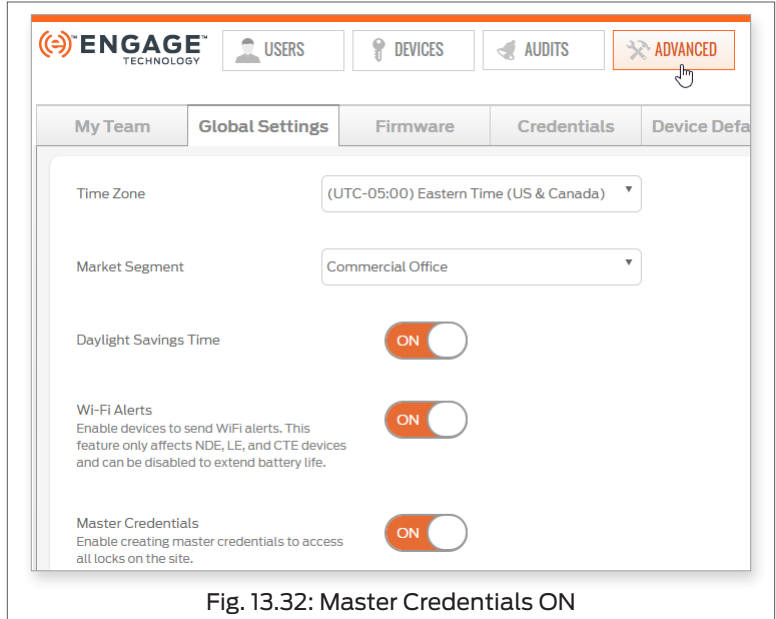 ENGAGE™
TECHNOLOGY
USERS
DEVICES
AUDITS
ADVANCED
My Team
Global Settings
Firmware
Credentials
Device Defa
Time Zone
(UTC-05:00) Eastern Time (US & Canada)
Market Segment
Commercial Office
Daylight Savings Time
ON
Wi-Fi Alerts
Enable devices to send WiFi alerts. This
feature only affects NDE, LE, and CTE devices
and can be disabled to extend battery life.
ON
Master Credentials
Enable creating master credentials to access
all locks on the site.
ON
Fig. 13.32: Master Credentials ON